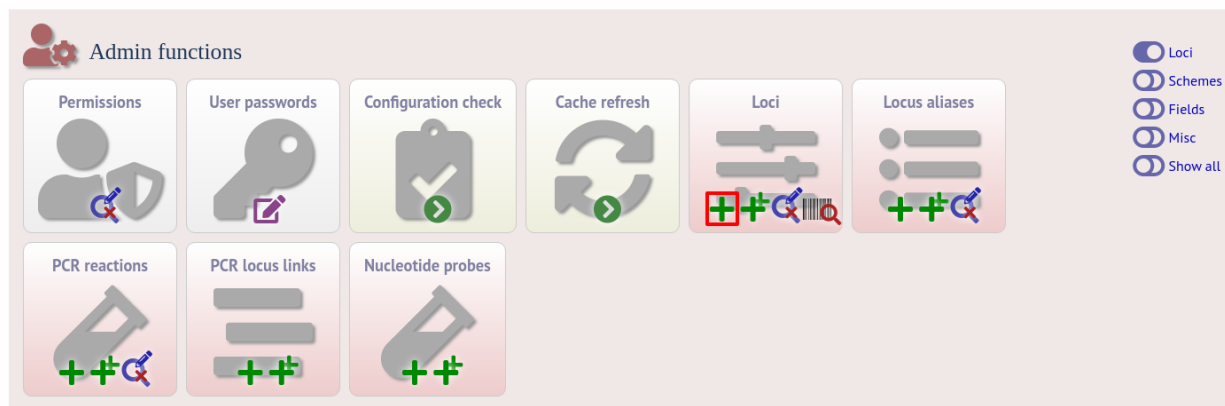 Admin functions
Loci
Schemes
Fields
Misc
Show all
Permissions
User passwords
Configuration check
Cache refresh
Loci
Locus aliases
PCR reactions
PCR locus links
Nucleotide probes